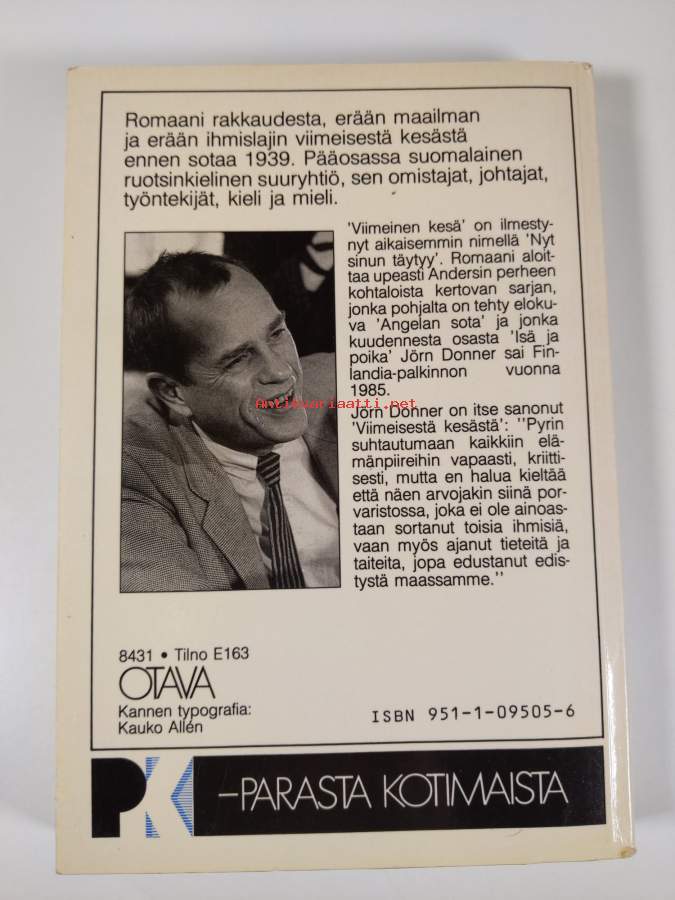 Romaani rakkaudesta, erään maailman
ja erään ihmislajin viimeisestä kesästä
ennen sotaa 1939. Pääosassa suomalainen
ruotsinkielinen suuryhtiö, sen omistajat, johtajat,
työntekijät, kieli ja mieli.
'Viimeinen kesä' on ilmesty-
nyt aikaisemmin nimellä 'Nyt
sinun täytyy'. Romaani aloit-
taa upeasti Andersin perheen
kohtaloista kertovan sarjan,
jonka pohjalta on tehty eloku-
va 'Angelan sota' ja jonka
kuudennesta osasta 'Isä ja
poika' Jörn Donner sai Fin-
landia-palkinnon vuonna
1985.
Antikvariaatti.net
Jörn Donner on itse sanonut
'Viimeisestä kesästä': "Pyrin
suhtautumaan kaikkiin elä-
mänpiireihin vapaasti, kriitti-
sesti, mutta en halua kieltää
että näen arvojakin siinä por-
varistossa, joka ei ole ainoas-
taan sortanut toisia ihmisiä,
vaan myös ajanut tieteitä ja
taiteita, jopa edustanut edis-
tystä maassamme."
8431 • Tilno E163
OTAVA
Kannen typografia:
Kauko Allén
ISBN 951-1-09505-6
PK –PARASTA KOTIMAISTA